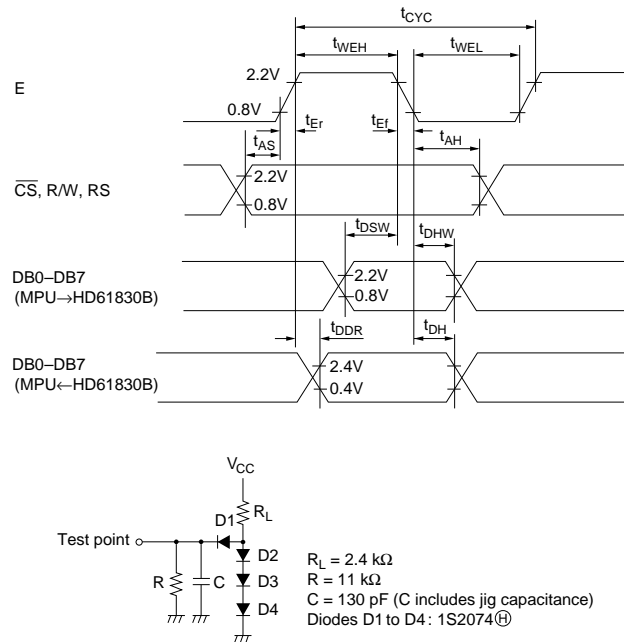 tCYC
tWEH
tWEL
E
2.2V
0.8V
tEr
tEf
tAS
tAH
CS, R/W, RS
2.2V
0.8V
tDSW
tDHW
DB0–DB7
(MPU→HD61830B)
2.2V
0.8V
tDDR
tDH
DB0–DB7
(MPU←HD61830B)
2.4V
0.4V
VCC
RL
D1
Test point
D2
R
C
D3
D4
RL = 2.4 kΩ
R = 11 kΩ
C = 130 pF (C includes jig capacitance)
Diodes D1 to D4 : 1S2074Ⓗ